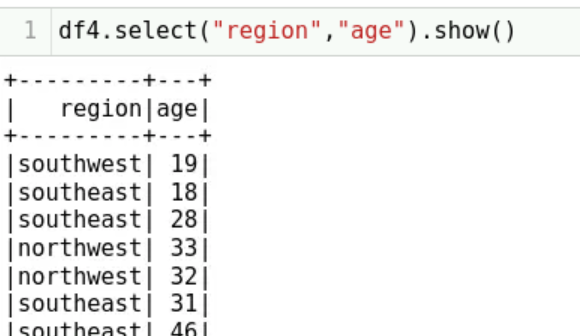 1 df4.select("region","age").show()
+---------+---+
|   region|age|
+---------+---+
|southwest| 19|
|southeast| 18|
|southeast| 28|
|northwest| 33|
|northwest| 32|
|southeast| 31|
|southeast| 46|